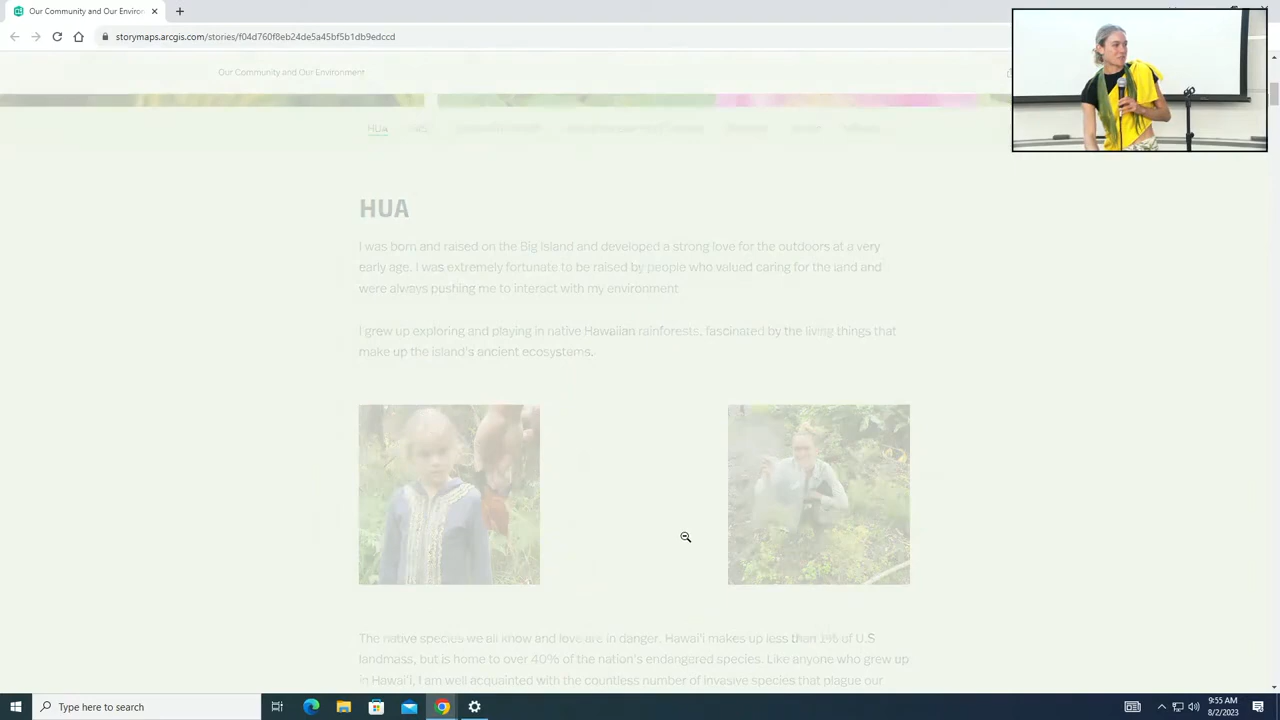 Our Community and Our Environ
storymaps.arcgis.com/stories/f04d760f8eb24de5a45bf5b1db9edccd
Our Community and Our Environment
HUA
HUA
I was born and raised on the Big Island and developed a strong love for the outdoors at a very
early age. I was extremely fortunate to be raised by people who valued caring for the land and
were always pushing me to interact with my environment
I grew up exploring and playing in native Hawaiian rainforests, fascinated by the living things that
make up the island's ancient ecosystems.
The native species we all know and love are in danger. Hawai'i makes up less than 1% of U.S
landmass, but is home to over 40% of the nation's endangered species. Like anyone who grew up
in Hawai'i, I am well acquainted with the countless number of invasive species that plague our
Type here to search
9:55 AM
8/2/2023